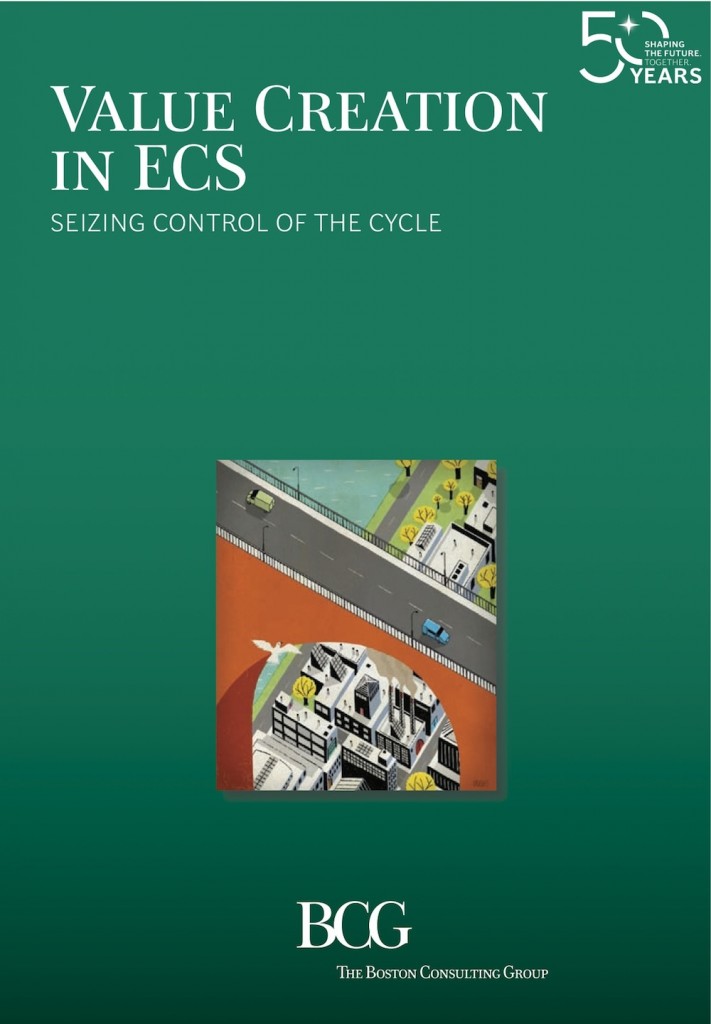 50
SHAPING
THE FUTURE.
TOGETHER.
YEARS
VALUE CREATION
IN ECS
SEIZING CONTROL OF THE CYCLE
BCG
THE BOSTON CONSULTING GROUP